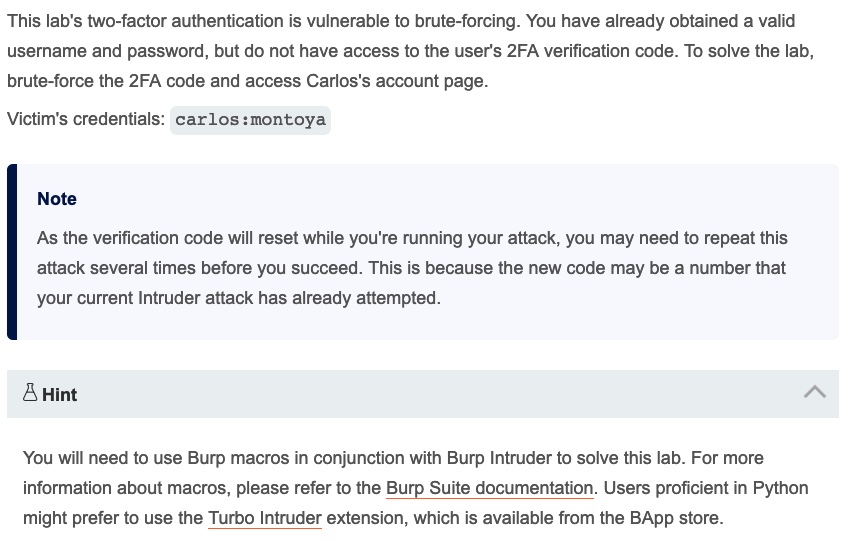 This lab's two-factor authentication is vulnerable to brute-forcing. You have already obtained a valid
username and password, but do not have access to the user's 2FA verification code. To solve the lab,
brute-force the 2FA code and access Carlos's account page.
Victim's credentials: carlos:montoya
Note
As the verification code will reset while you're running your attack, you may need to repeat this
attack several times before you succeed. This is because the new code may be a number that
your current Intruder attack has already attempted.
Hint
You will need to use Burp macros in conjunction with Burp Intruder to solve this lab. For more
information about macros, please refer to the Burp Suite documentation. Users proficient in Python
might prefer to use the Turbo Intruder extension, which is available from the BApp store.